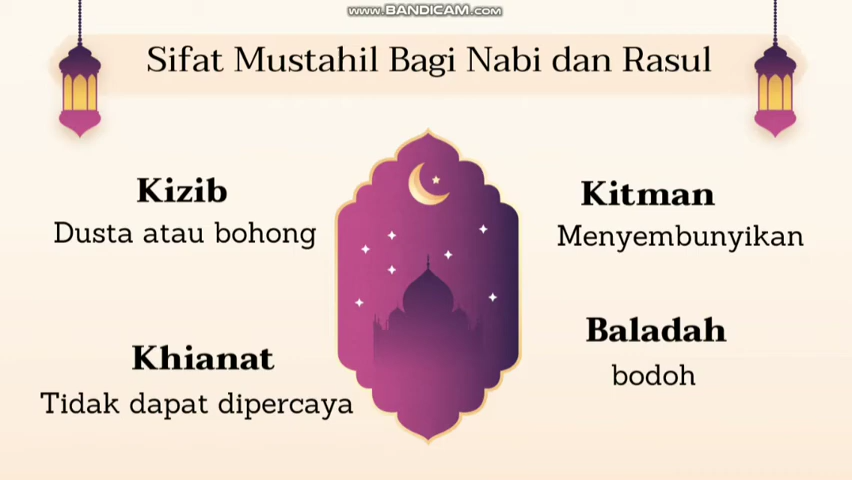 www.BANDICAM.com
Sifat Mustahil Bagi Nabi dan Rasul
Kizib
Dusta atau bohong
Kitman
Menyembunyikan
Khianat
Tidak dapat dipercaya
Baladah
bodoh